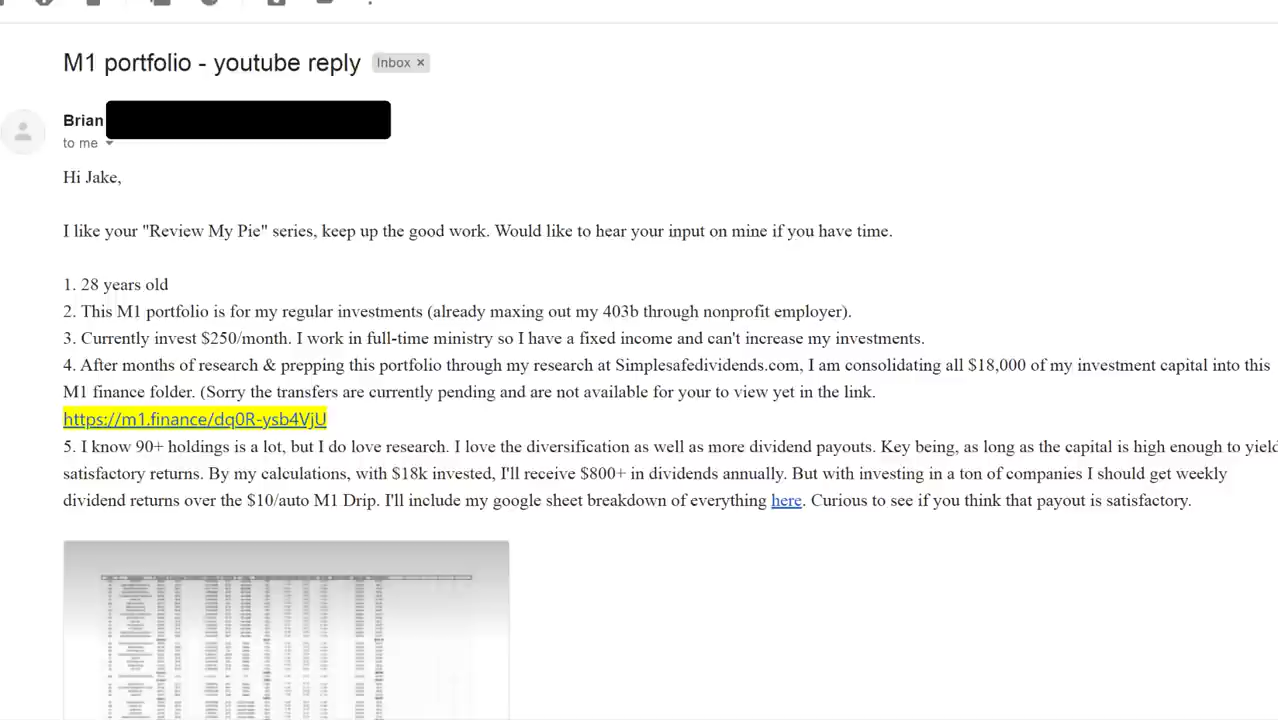 M1 portfolio - youtube reply Inbox ×
Brian
to me
Hi Jake,
I like your "Review My Pie" series, keep up the good work. Would like to hear your input on mine if you have time.
1. 28 years old
2. This M1 portfolio is for my regular investments (already maxing out my 403b through nonprofit employer).
3. Currently invest $250/month. I work in full-time ministry so I have a fixed income and can't increase my investments.
4. After months of research & prepping this portfolio through my research at Simplesafedividends.com, I am consolidating all $18,000 of my investment capital into this
M1 finance folder. (Sorry the transfers are currently pending and are not available for your to view yet in the link.
https://m1.finance/dq0R-ysb4VjU
5. I know 90+ holdings is a lot, but I do love research. I love the diversification as well as more dividend payouts. Key being, as long as the capital is high enough to yield
satisfactory returns. By my calculations, with $18k invested, I'll receive $800+ in dividends annually. But with investing in a ton of companies I should get weekly
dividend returns over the $10/auto M1 Drip. I'll include my google sheet breakdown of everything here. Curious to see if you think that payout is satisfactory.